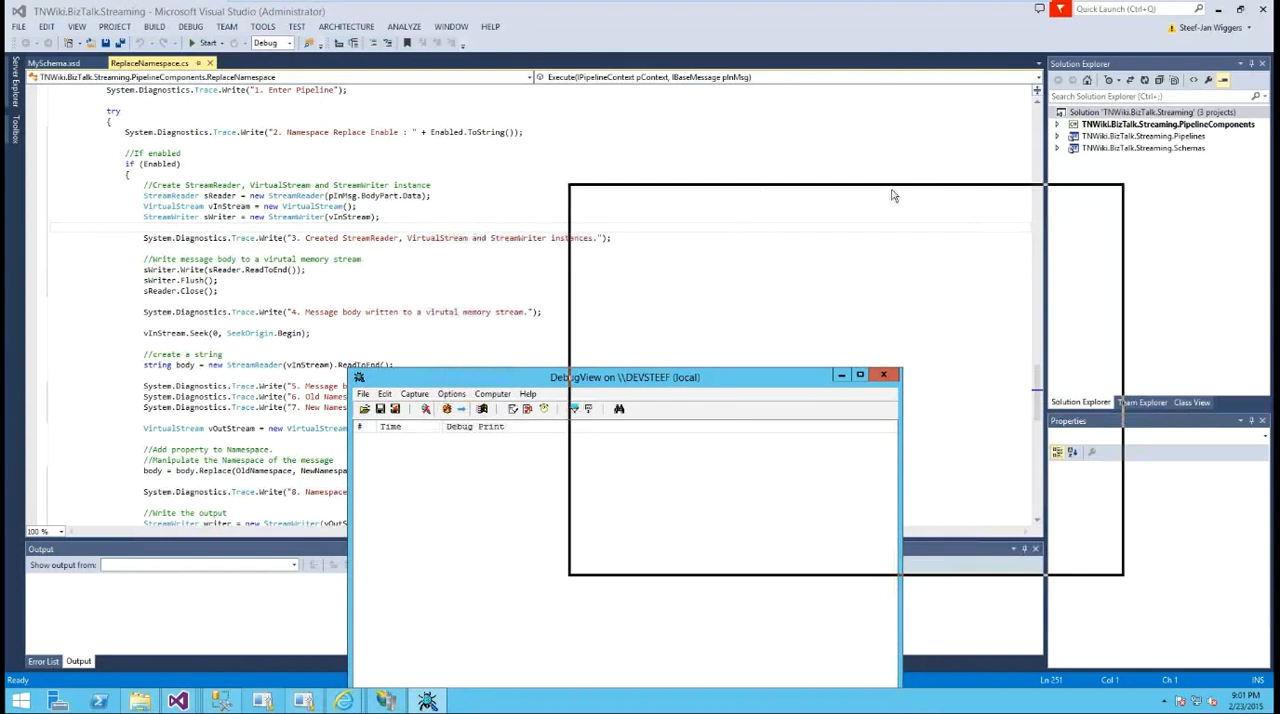 TNWiki.BizTalk.Streaming - Microsoft Visual Studio (Administrator)
Quick Launch (Ctrl+Q)
FILE EDIT VIEW PROJECT BUILD DEBUG TEAM TOOLS TEST ARCHITECTURE ANALYZE WINDOW HELP
Steef-Jan Wiggers
Start Debug
Server Explorer
Toolbox
MySchema.xsd ReplaceNamespace.cs
TNWiki.BizTalk.Streaming.PipelineComponents.ReplaceNamespace
Execute(IPipelineContext pContext, IBaseMessage pInMsg)
System.Diagnostics.Trace.Write("1. Enter Pipeline");
try
{
System.Diagnostics.Trace.Write("2. Namespace Replace Enable : " + Enabled.ToString());
//If enabled
if (Enabled)
{
//Create StreamReader, VirtualStream and StreamWriter instance
StreamReader sReader = new StreamReader(pInMsg.BodyPart.Data);
VirtualStream vInStream = new VirtualStream();
StreamWriter sWriter = new StreamWriter(vInStream);
System.Diagnostics.Trace.Write("3. Created StreamReader, VirtualStream and StreamWriter instances.");
//Write message body to a virutal memory stream
sWriter.Write(sReader.ReadToEnd());
sWriter.Flush();
sReader.Close();
System.Diagnostics.Trace.Write("4. Message body written to a virutal memory stream.");
vInStream.Seek(0, SeekOrigin.Begin);
//create a string
string body = new StreamReader(vInStream).ReadToEnd();
System.Diagnostics.Trace.Write("5. Message b
System.Diagnostics.Trace.Write("6. Old Names
System.Diagnostics.Trace.Write("7. New Names
VirtualStream vOutStream = new VirtualStream
//Add property to Namespace.
//Manipulate the Namespace of the message
body = body.Replace(OldNamespace, NewNamesp
System.Diagnostics.Trace.Write("8. Namespace
//Write the output
StreamWriter writer = new StreamWriter(vOutS
100 %
Output
Show output from:
Error List Output
DebugView on \\DEVSTEEF (local)
File Edit Capture Options Computer Help
# Time Debug Print
Solution Explorer
Search Solution Explorer (Ctrl+;)
Solution 'TNWiki.BizTalk.Streaming' (3 projects)
TNWiki.BizTalk.Streaming.PipelineComponents
TNWiki.BizTalk.Streaming.Pipelines
TNWiki.BizTalk.Streaming.Schemas
Solution Explorer Team Explorer Class View
Properties
Ready
Ln 251 Col 1 Ch 1 INS
9:01 PM
2/23/2015